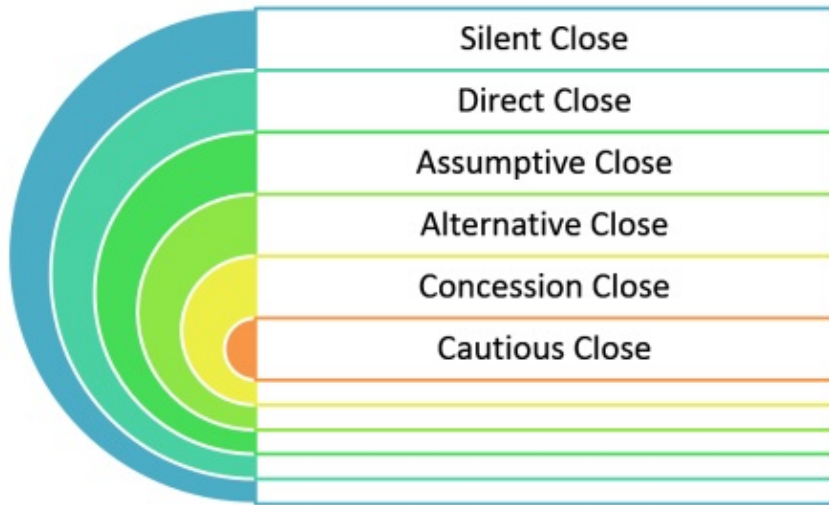 Silent Close
Direct Close
Assumptive Close
Alternative Close
Concession Close
Cautious Close